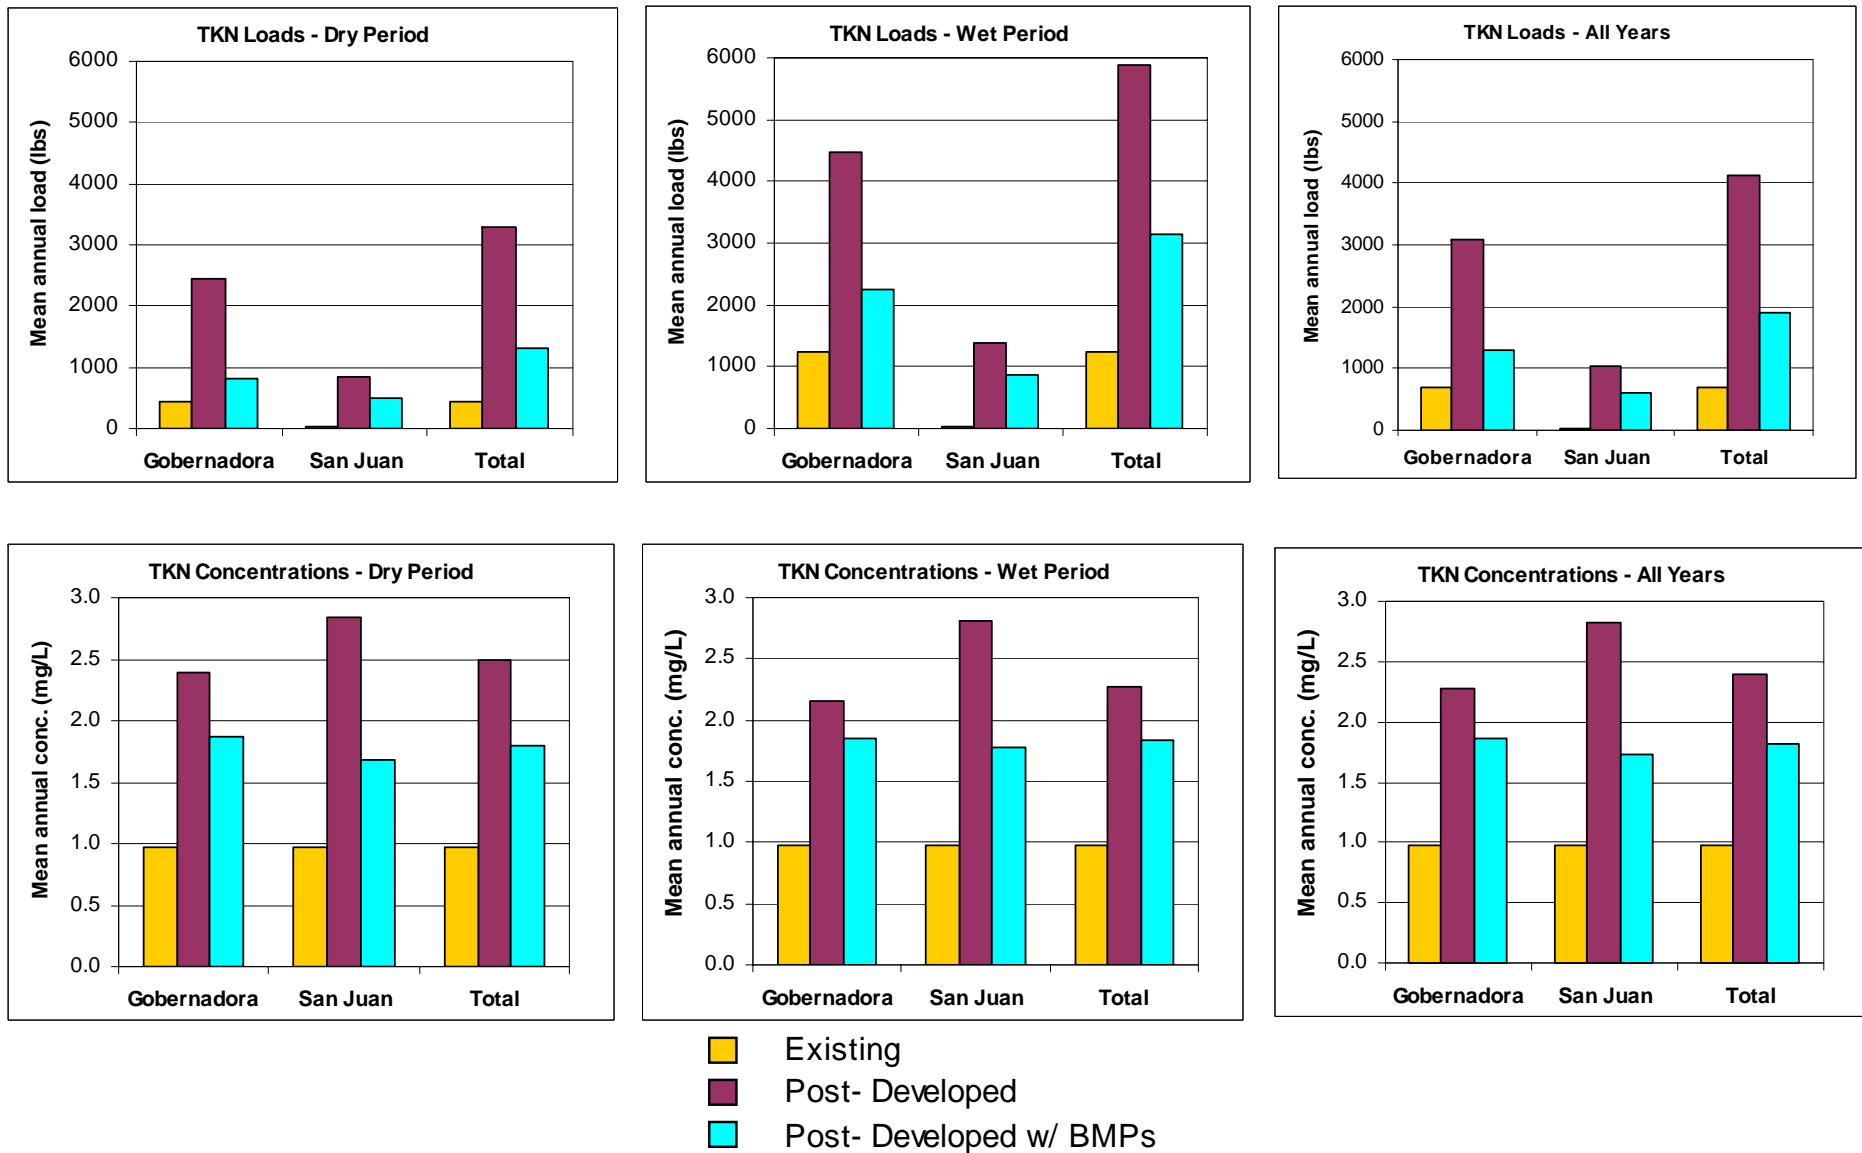 TKN Loads - Dry Period
Mean annual load (lbs)
6000
5000
4000
3000
2000
1000
0
Gobernadora San Juan Total
TKN Loads - Wet Period
Mean annual load (lbs)
6000
5000
4000
3000
2000
1000
0
Gobernadora San Juan Total
TKN Loads - All Years
Mean annual load (lbs)
6000
5000
4000
3000
2000
1000
0
Gobernadora San Juan Total
TKN Concentrations - Dry Period
Mean annual conc. (mg/L)
3.0
2.5
2.0
1.5
1.0
0.5
0.0
Gobernadora San Juan Total
TKN Concentrations - Wet Period
Mean annual conc. (mg/L)
3.0
2.5
2.0
1.5
1.0
0.5
0.0
Gobernadora San Juan Total
TKN Concentrations - All Years
Mean annual conc. (mg/L)
3.0
2.5
2.0
1.5
1.0
0.5
0.0
Gobernadora San Juan Total
Existing
Post- Developed
Post- Developed w/ BMPs